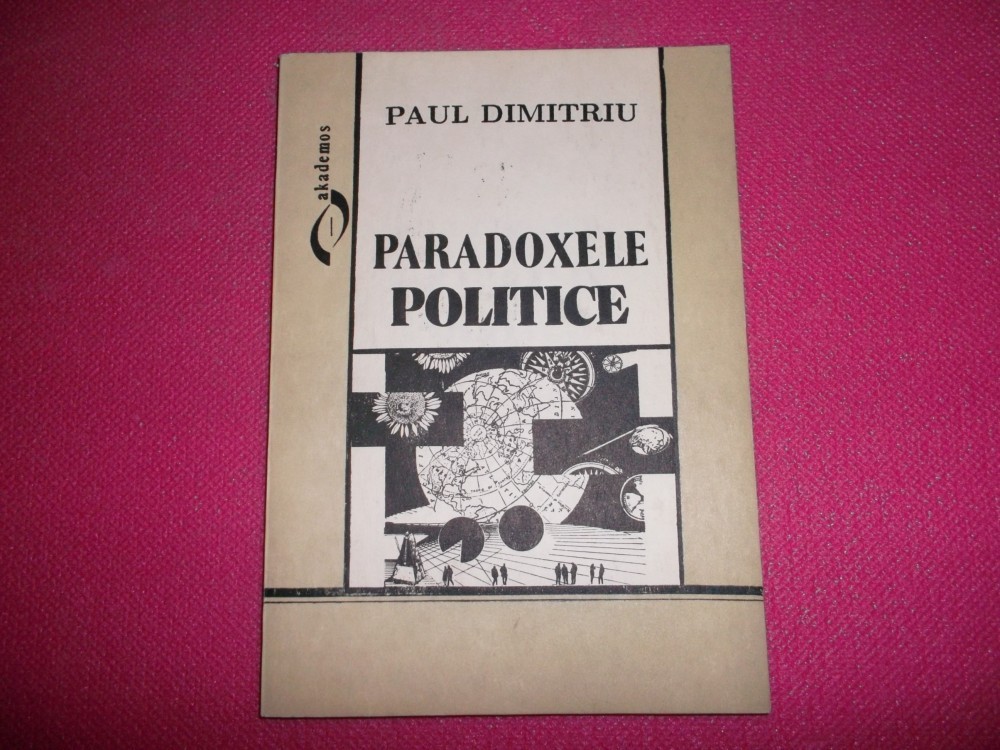 PAUL DIMITRIU
akademos
PARADOXELE
POLITICE